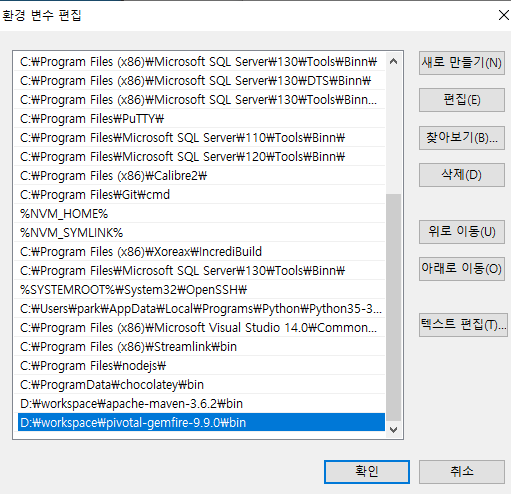 환경 변수 편집
C:₩Program Files (x86)₩Microsoft SQL Server₩130₩Tools₩Binn₩
C:₩Program Files (x86)₩Microsoft SQL Server₩130₩DTS₩Binn₩
C:₩Program Files (x86)₩Microsoft SQL Server₩130₩Tools₩Binn...
C:₩Program Files₩PuTTY₩
C:₩Program Files₩Microsoft SQL Server₩110₩Tools₩Binn₩
C:₩Program Files₩Microsoft SQL Server₩120₩Tools₩Binn₩
C:₩Program Files (x86)₩Calibre2₩
C:₩Program Files₩Git₩cmd
%NVM_HOME%
%NVM_SYMLINK%
C:₩Program Files (x86)₩Xoreax₩IncrediBuild
C:₩Program Files₩Microsoft SQL Server₩130₩Tools₩Binn₩
%SYSTEMROOT%₩System32₩OpenSSH₩
C:₩Users₩park₩AppData₩Local₩Programs₩Python₩Python35-3...
C:₩Program Files (x86)₩Microsoft Visual Studio 14.0₩Common...
C:₩Program Files (x86)₩Streamlink₩bin
C:₩Program Files₩nodejs₩
C:₩ProgramData₩chocolatey₩bin
D:₩workspace₩apache-maven-3.6.2₩bin
D:₩workspace₩pivotal-gemfire-9.9.0₩bin
새로 만들기(N)
편집(E)
찾아보기(B)...
삭제(D)
위로 이동(U)
아래로 이동(O)
텍스트 편집(T)...
확인
취소